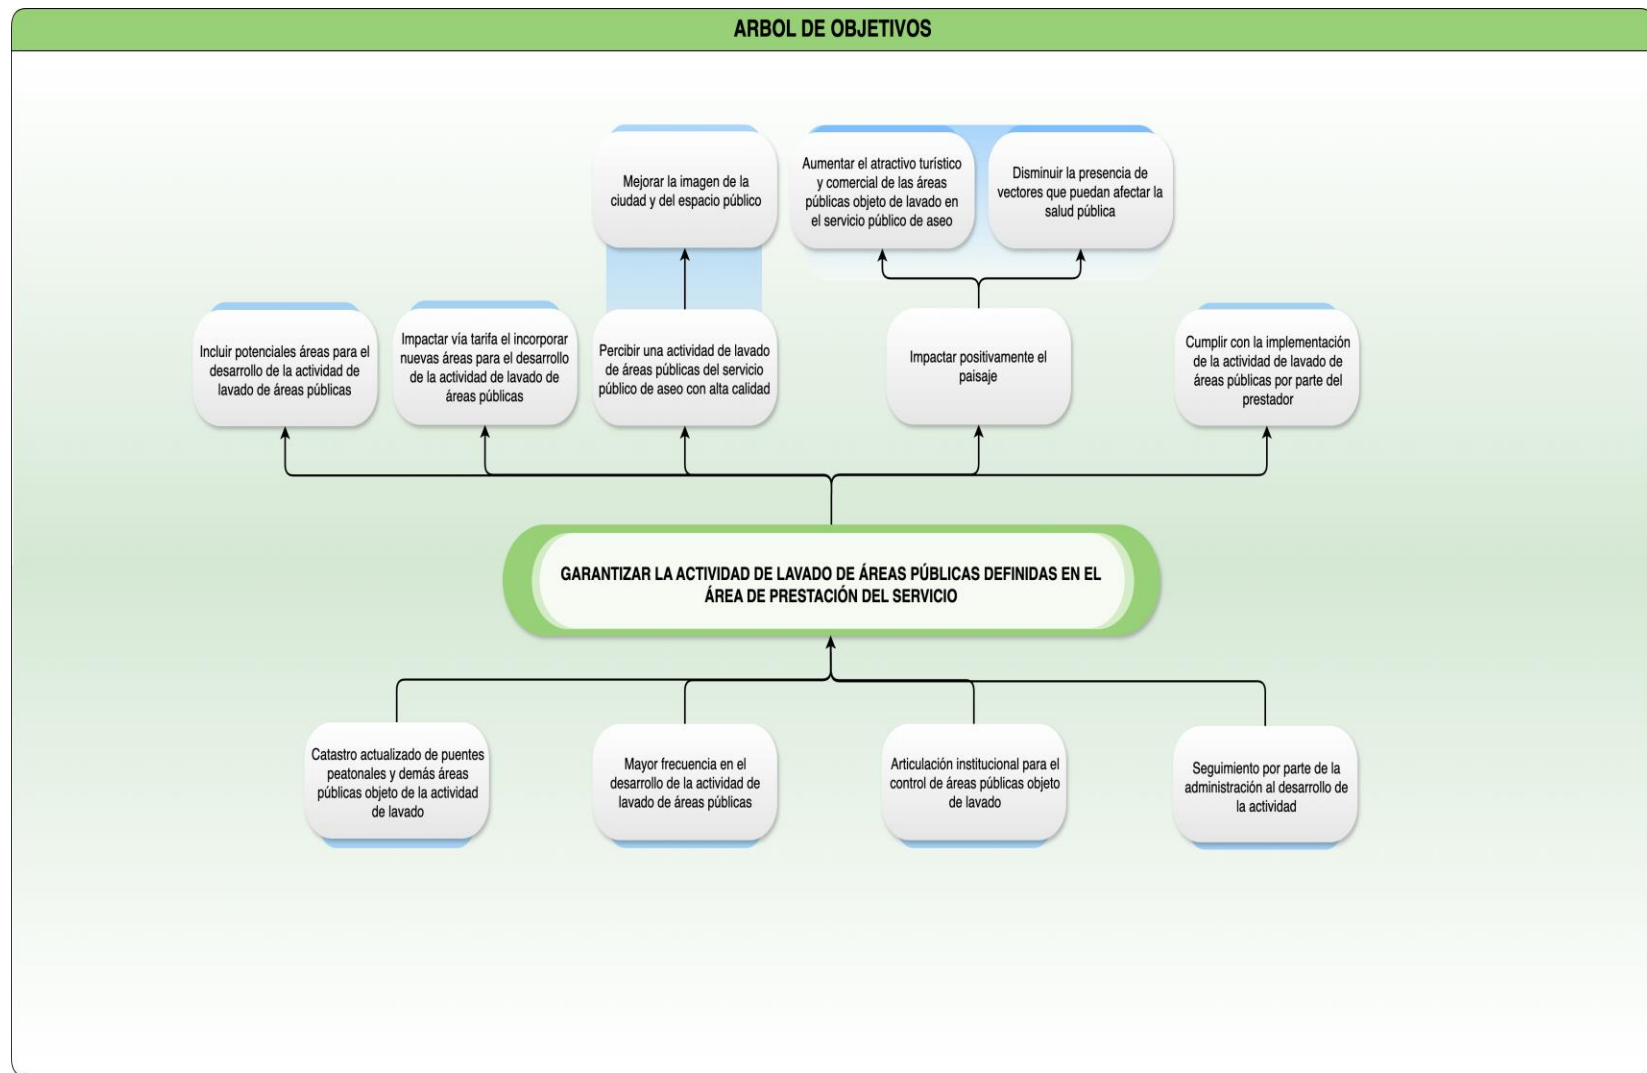 ARBOL DE OBJETIVOS
Mejorar la imagen de la
ciudad y del espacio público
Aumentar el atractivo turístico
y comercial de las áreas
públicas objeto de lavado en
el servicio público de aseo
Disminuir la presencia de
vectores que puedan afectar la
salud pública
Incluir potenciales áreas para el
desarrollo de la actividad de
lavado de áreas públicas
Impactar vía tarifa el incorporar
nuevas áreas para el desarrollo
de la actividad de lavado de
áreas públicas
Percibir una actividad de lavado
de áreas públicas del servicio
público de aseo con alta calidad
Impactar positivamente el
paisaje
Cumplir con la implementación
de la actividad de lavado de
áreas públicas por parte del
prestador
GARANTIZAR LA ACTIVIDAD DE LAVADO DE ÁREAS PÚBLICAS DEFINIDAS EN EL
ÁREA DE PRESTACIÓN DEL SERVICIO
Catastro actualizado de puentes
peatonales y demás áreas
públicas objeto de la actividad
de lavado
Mayor frecuencia en el
desarrollo de la actividad de
lavado de áreas públicas
Articulación institucional para el
control de áreas públicas objeto
de lavado
Seguimiento por parte de la
administración al desarrollo de
la actividad